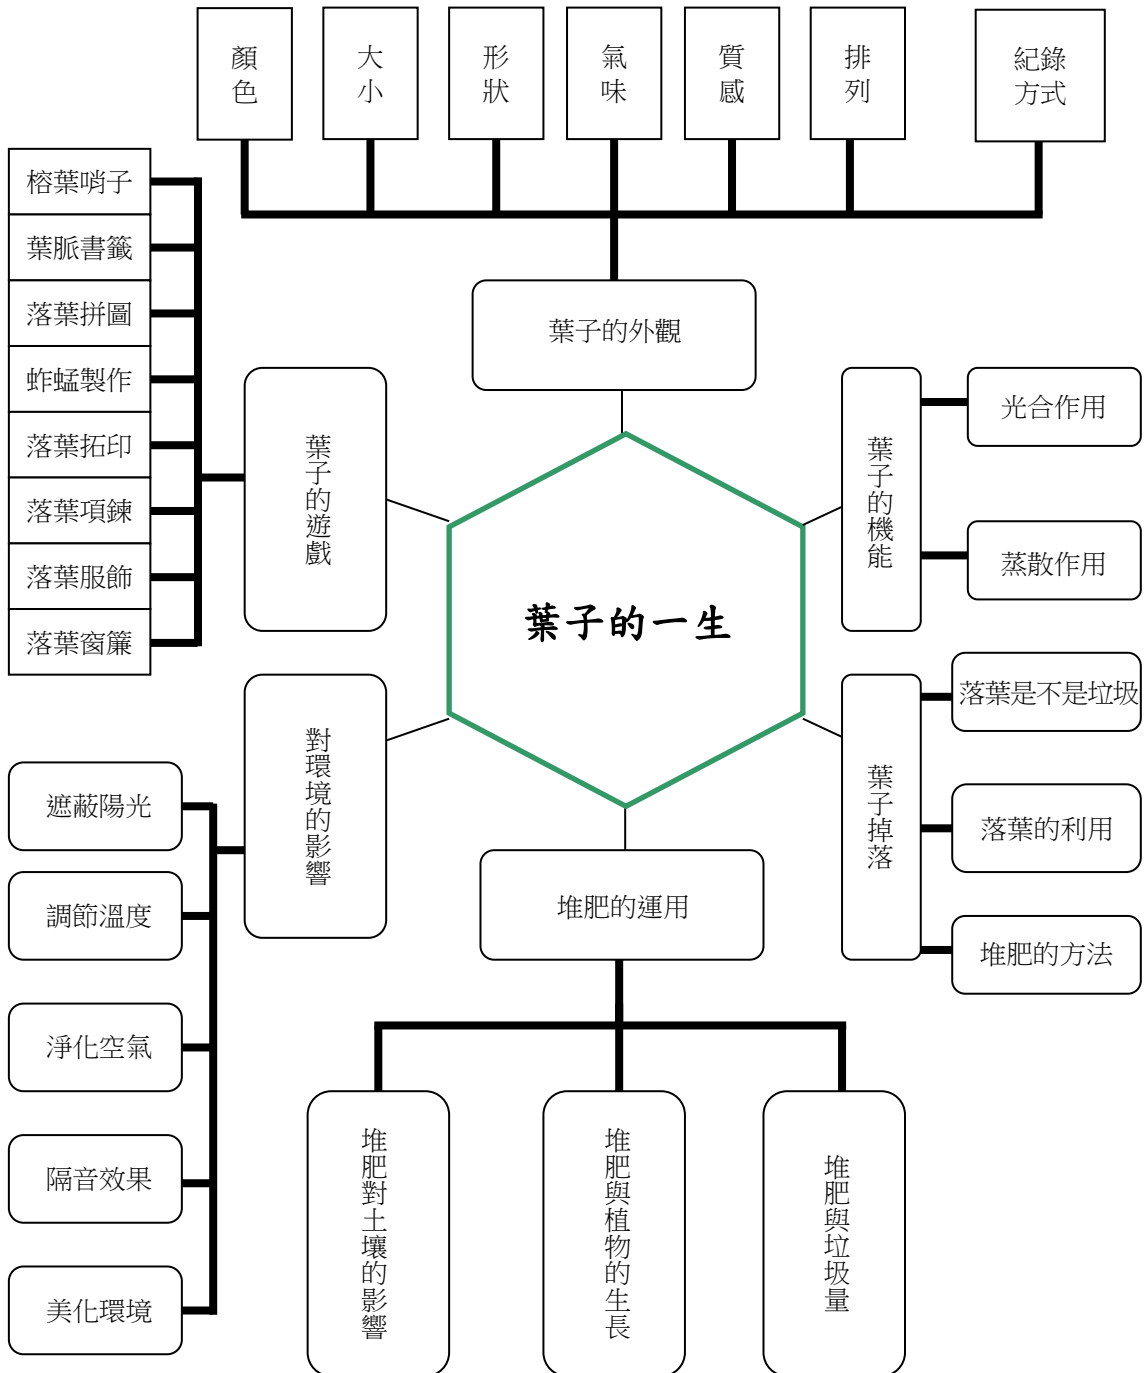 顏色
大小
形狀
氣味
質感
排列
紀錄
方式
榕葉哨子
葉脈書籤
落葉拼圖
蚱蜢製作
落葉拓印
落葉項鍊
落葉服飾
落葉窗簾
葉子的外觀
葉子的遊戲
葉子的機能
光合作用
蒸散作用
葉子的一生
對環境的影響
遮蔽陽光
調節溫度
淨化空氣
隔音效果
美化環境
葉子掉落
落葉是不是垃圾
落葉的利用
堆肥的方法
堆肥的運用
堆肥對土壤的影響
堆肥與植物的生長
堆肥與垃圾量